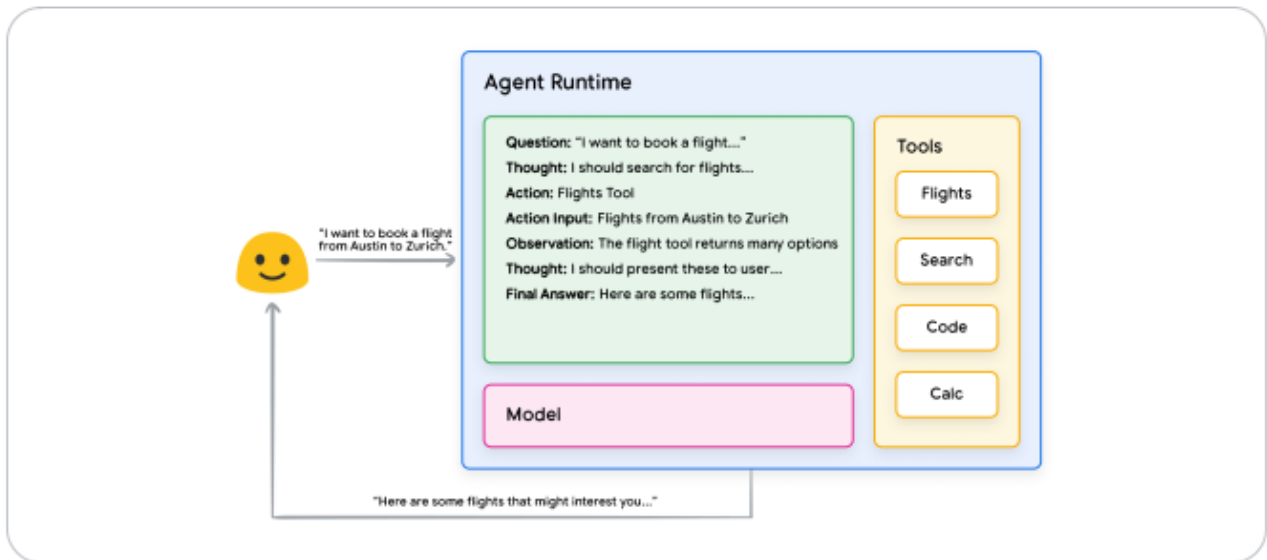 Agent Runtime
Question: "I want to book a flight..."
Thought: I should search for flights...
Action: Flights Tool
Action Input: Flights from Austin to Zurich
Observation: The flight tool returns many options
Thought: I should present these to user....
Final Answer: Here are some flights...
Model
Tools
Flights
Search
Code
Calc
"I want to book a flight
from Austin to Zurich."
"Here are some flights that might interest you..."